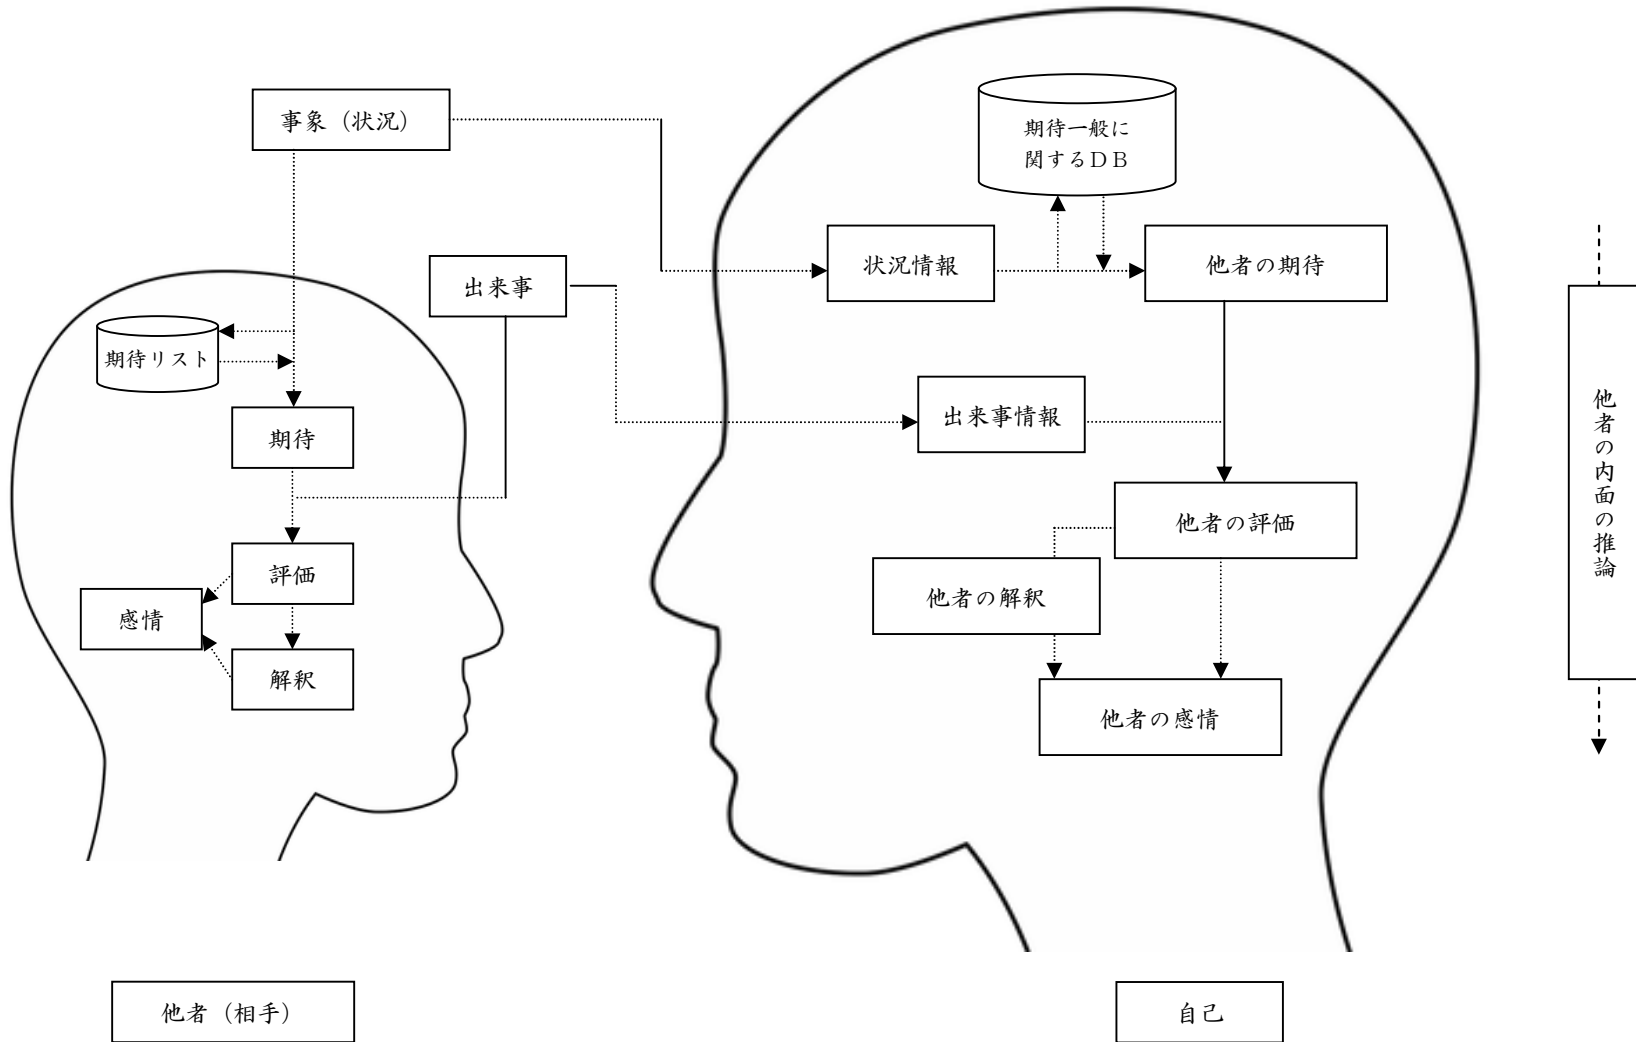 事象（状況）
期待一般に
関するＤＢ
状況情報
他者の期待
出来事
期待リスト
期待
出来事情報
他者の内面の推論
評価
感情
解釈
他者の評価
他者の解釈
他者の感情
他者（相手）
自己